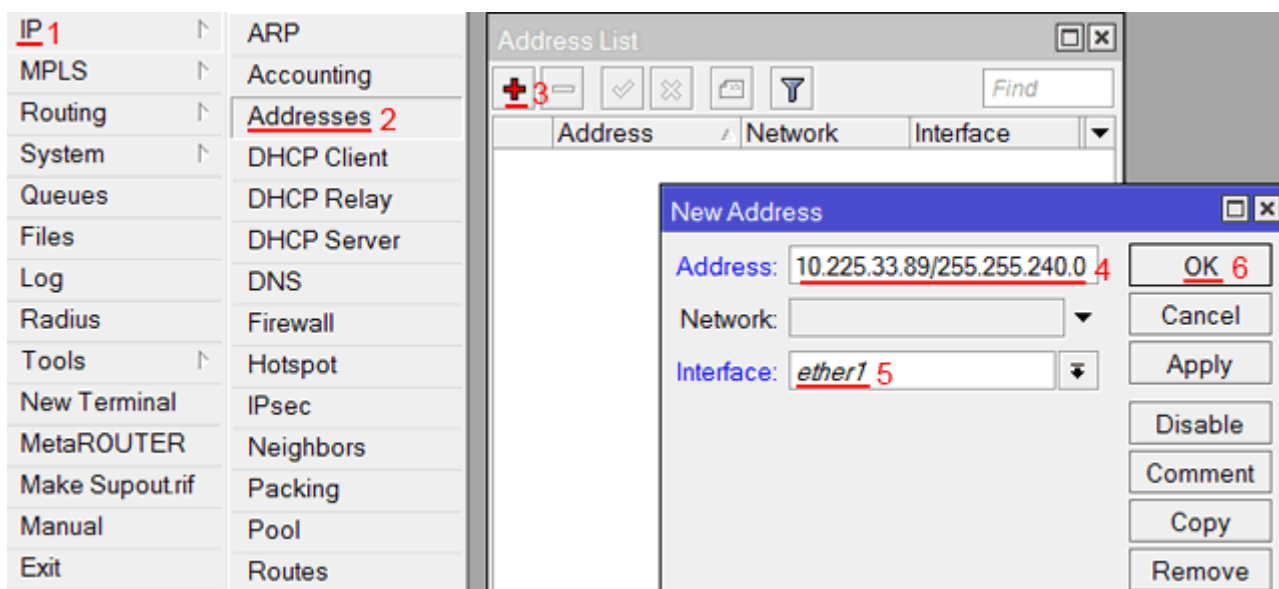 IP 1
MPLS
Routing
System
Queues
Files
Log
Radius
Tools
New Terminal
MetaROUTER
Make Supout.rif
Manual
Exit
ARP
Accounting
Addresses 2
DHCP Client
DHCP Relay
DHCP Server
DNS
Firewall
Hotspot
IPsec
Neighbors
Packing
Pool
Routes
Address List
3
Find
Address Network Interface
New Address
Address: 10.225.33.89/255.255.240.0 4
Network:
Interface: ether1 5
OK 6
Cancel
Apply
Disable
Comment
Copy
Remove